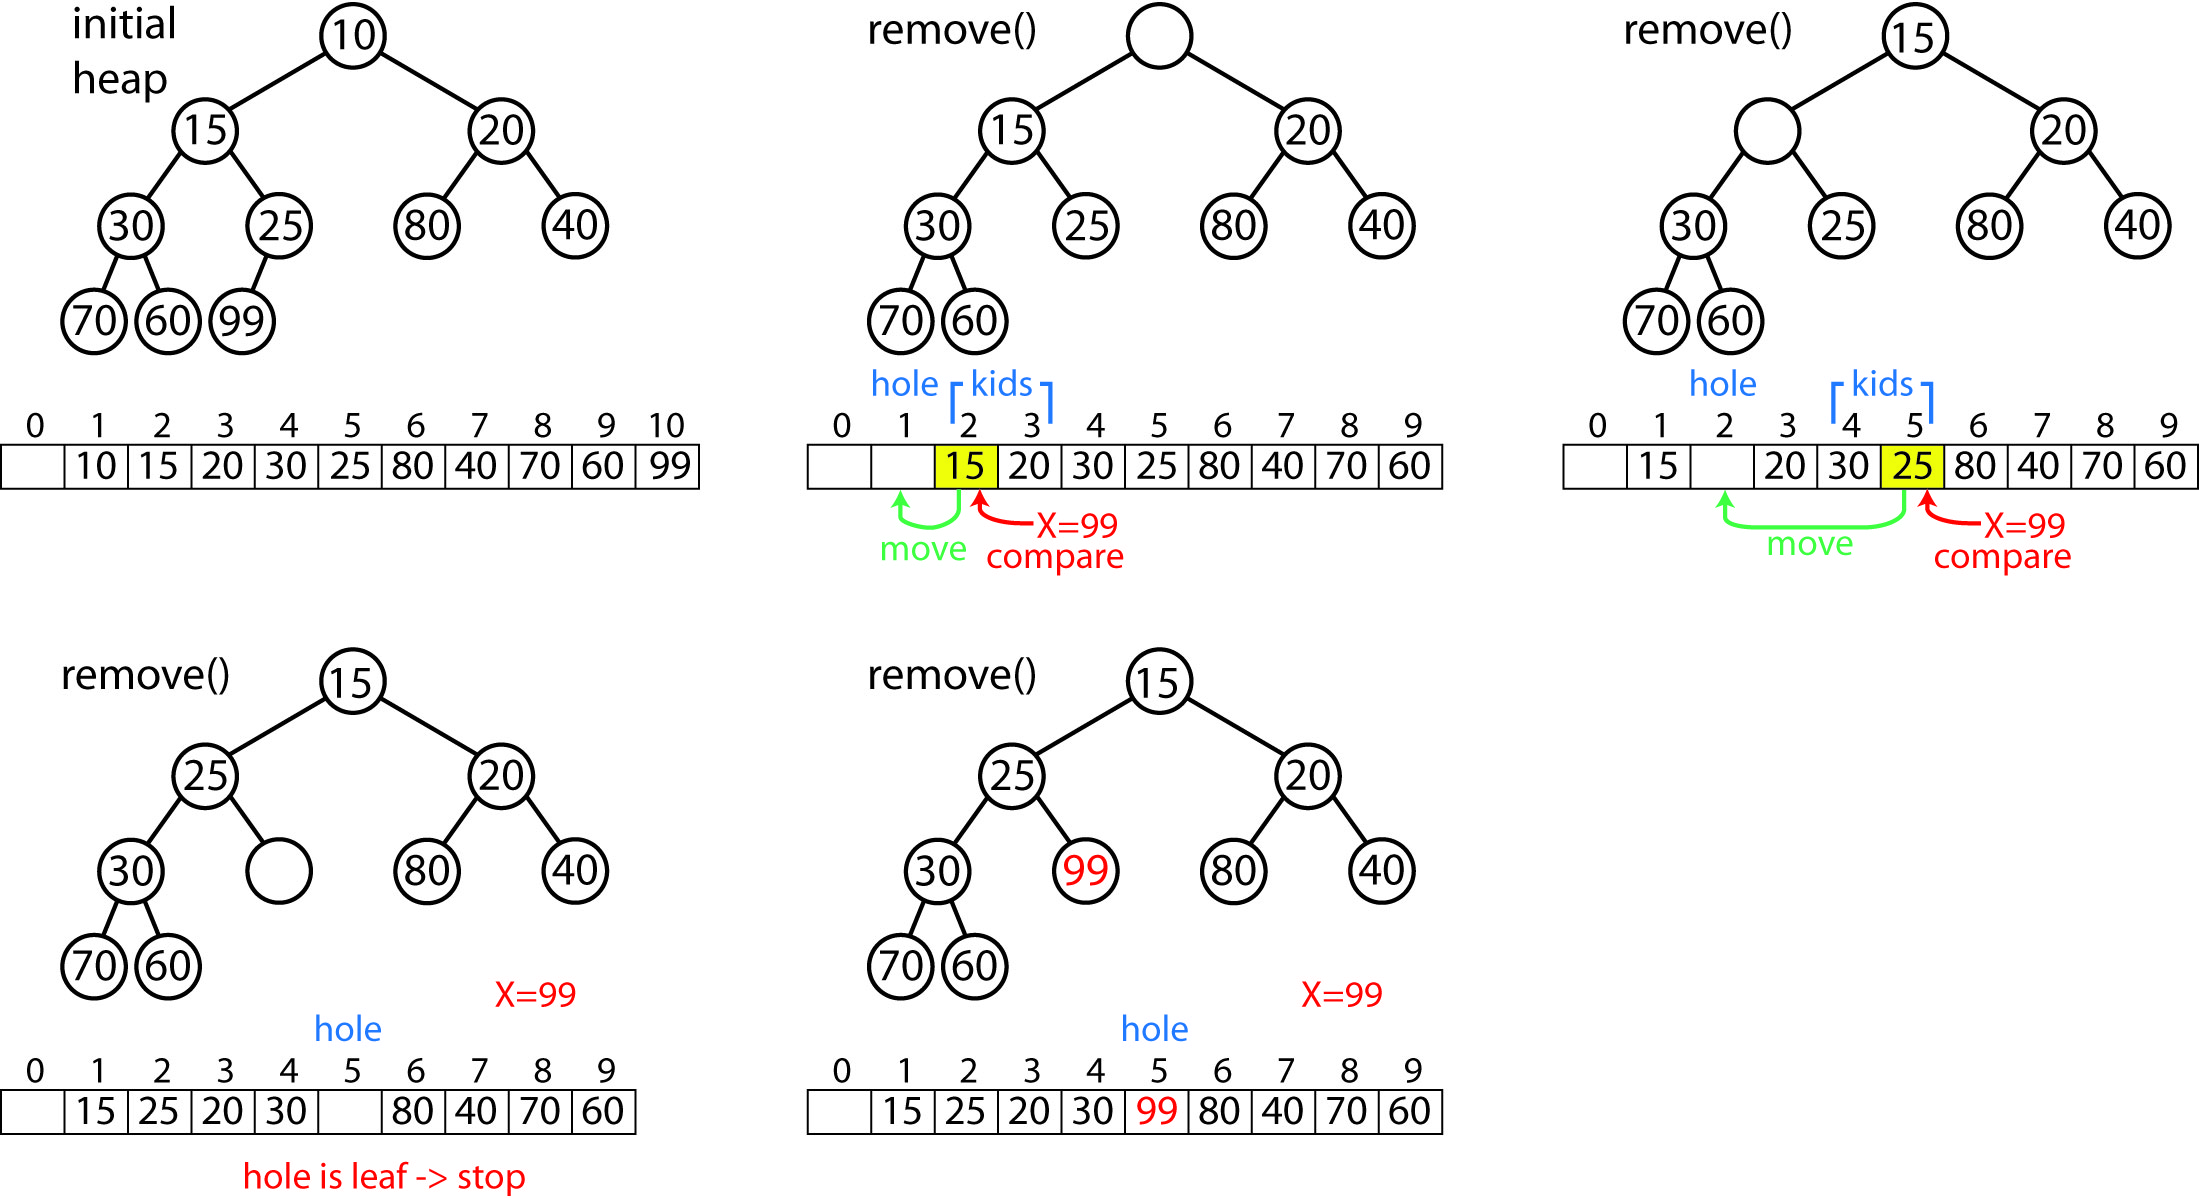 initial
heap
10
15 20
30 25 80 40
70 60 99
0 1 2 3 4 5 6 7 8 9 10
10 15 20 30 25 80 40 70 60 99
remove()
15 20
30 25 80 40
70 60
hole kids
0 1 2 3 4 5 6 7 8 9
15 20 30 25 80 40 70 60
X=99
move
compare
remove()
15
20
30 25 80 40
70 60
hole kids
0 1 2 3 4 5 6 7 8 9
15 20 30 25 80 40 70 60
X=99
move
compare
remove()
15
25 20
30 80 40
70 60
X=99
hole
0 1 2 3 4 5 6 7 8 9
15 25 20 30 80 40 70 60
hole is leaf -> stop
remove()
15
25 20
30 99 80 40
70 60
X=99
hole
0 1 2 3 4 5 6 7 8 9
15 25 20 30 99 80 40 70 60